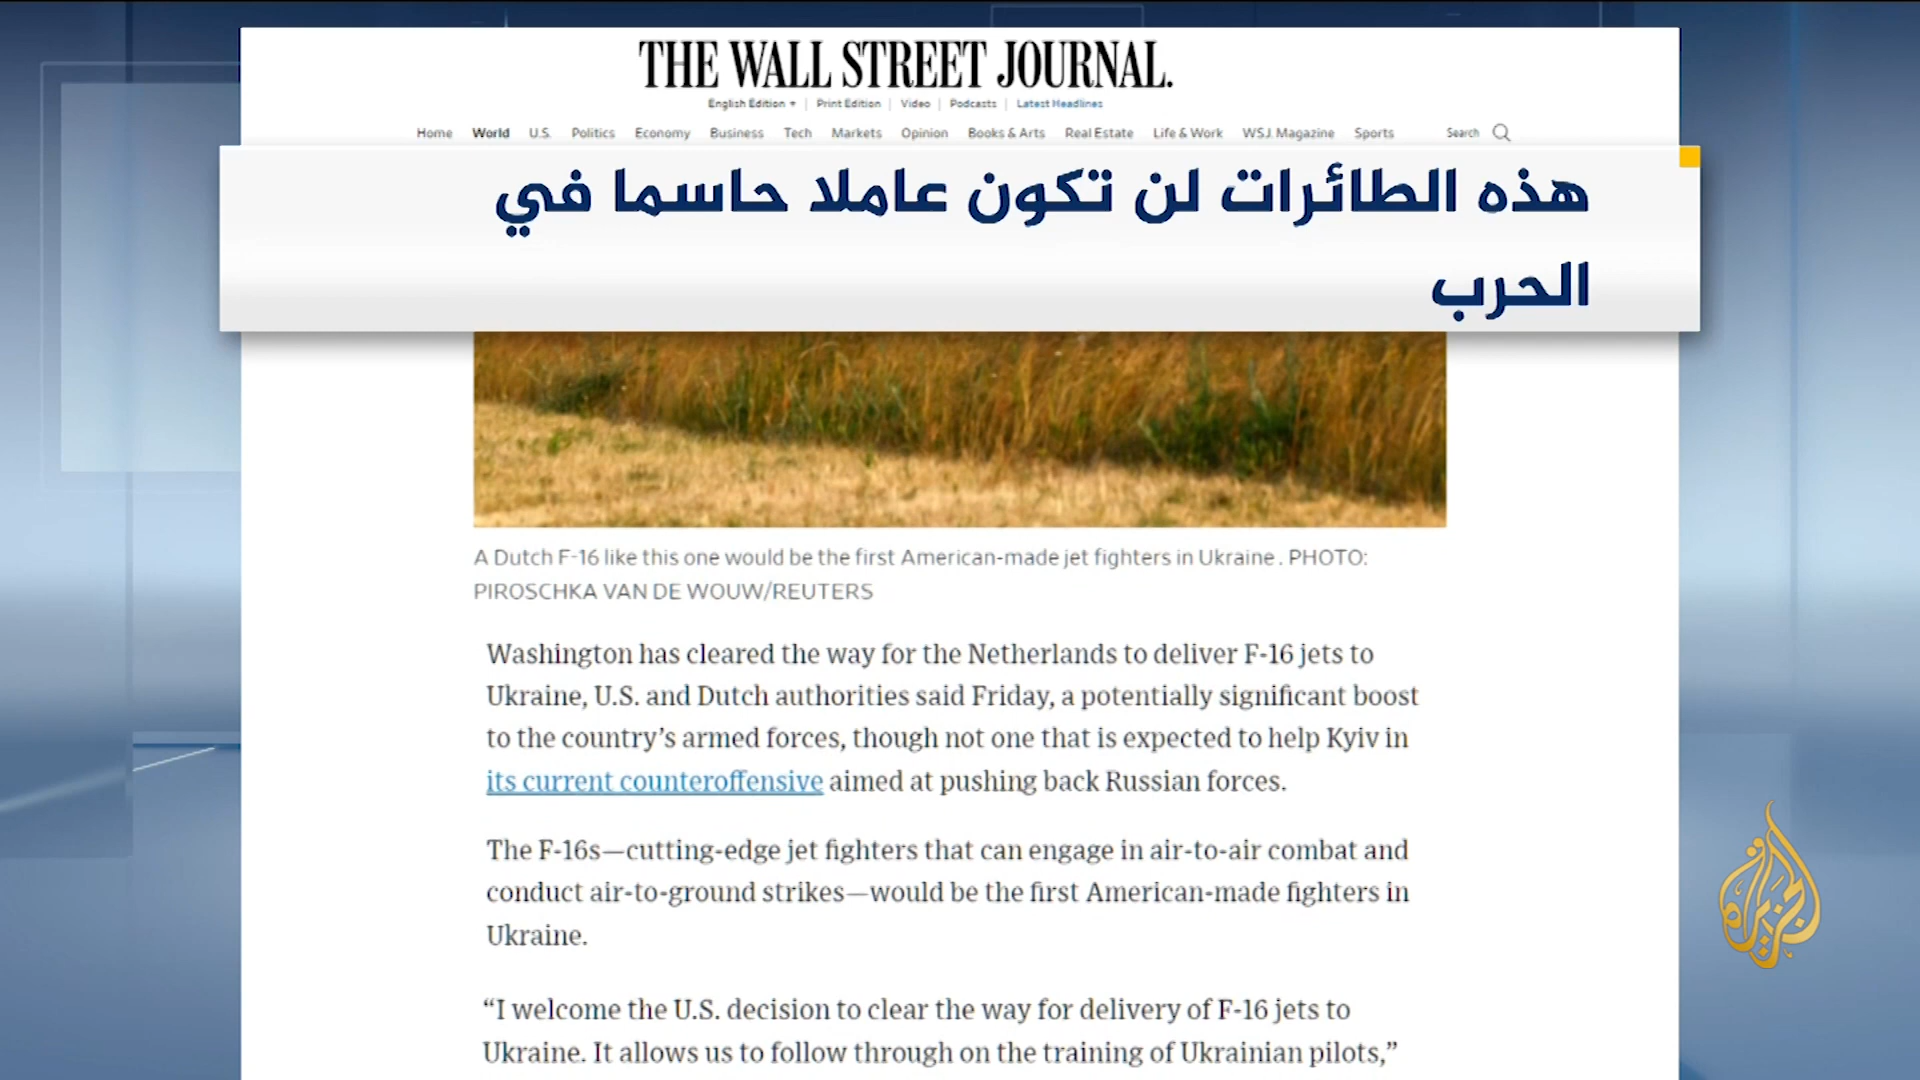 THE WALL STREET JOURNAL.
English Edition | Print Edition | Video | Podcasts | Latest Headlines
Home World U.S. Politics Economy Business Tech Markets Opinion Books & Arts Real Estate Life & Work WSJ. Magazine Sports Search
هذه الطائرات لن تكون عاملا حاسما في
الحرب
A Dutch F-16 like this one would be the first American-made jet fighters in Ukraine. PHOTO:
PIROSCHKA VAN DE WOUW/REUTERS
Washington has cleared the way for the Netherlands to deliver F-16 jets to
Ukraine, U.S. and Dutch authorities said Friday, a potentially significant boost
to the country’s armed forces, though not one that is expected to help Kyiv in
its current counteroffensive aimed at pushing back Russian forces.
The F-16s—cutting-edge jet fighters that can engage in air-to-air combat and
conduct air-to-ground strikes—would be the first American-made fighters in
Ukraine.
“I welcome the U.S. decision to clear the way for delivery of F-16 jets to
Ukraine. It allows us to follow through on the training of Ukrainian pilots,”
الجزيرة